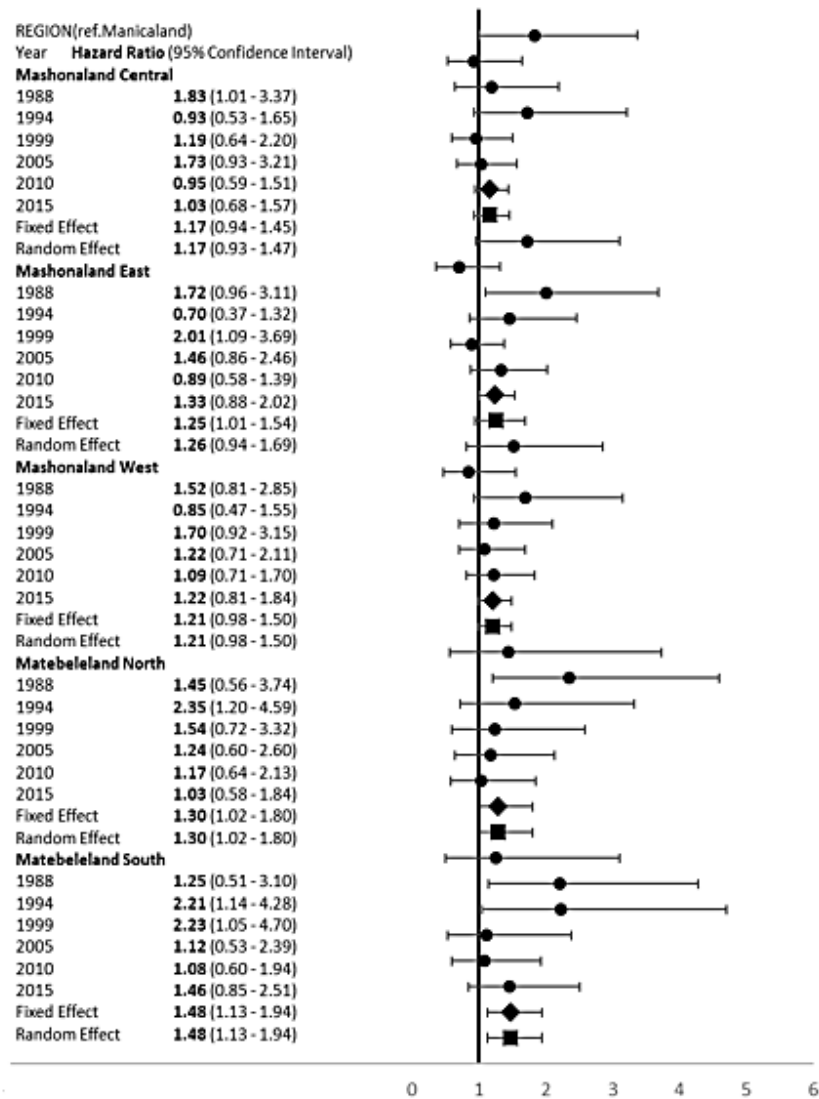 REGION(ref.Manicaland)
Year Hazard Ratio (95% Confidence Interval)
Mashonaland Central
1988 1.83 (1.01 - 3.37)
1994 0.93 (0.53 - 1.65)
1999 1.19 (0.64 - 2.20)
2005 1.73 (0.93 - 3.21)
2010 0.95 (0.59 - 1.51)
2015 1.03 (0.68 - 1.57)
Fixed Effect 1.17 (0.94 - 1.45)
Random Effect 1.17 (0.93 - 1.47)
Mashonaland East
1988 1.72 (0.96 - 3.11)
1994 0.70 (0.37 - 1.32)
1999 2.01 (1.09 - 3.69)
2005 1.46 (0.86 - 2.46)
2010 0.89 (0.58 - 1.39)
2015 1.33 (0.88 - 2.02)
Fixed Effect 1.25 (1.01 - 1.54)
Random Effect 1.26 (0.94 - 1.69)
Mashonaland West
1988 1.52 (0.81 - 2.85)
1994 0.85 (0.47 - 1.55)
1999 1.70 (0.92 - 3.15)
2005 1.22 (0.71 - 2.11)
2010 1.09 (0.71 - 1.70)
2015 1.22 (0.81 - 1.84)
Fixed Effect 1.21 (0.98 - 1.50)
Random Effect 1.21 (0.98 - 1.50)
Matebeleland North
1988 1.45 (0.56 - 3.74)
1994 2.35 (1.20 - 4.59)
1999 1.54 (0.72 - 3.32)
2005 1.24 (0.60 - 2.60)
2010 1.17 (0.64 - 2.13)
2015 1.03 (0.58 - 1.84)
Fixed Effect 1.30 (1.02 - 1.80)
Random Effect 1.30 (1.02 - 1.80)
Matebeleland South
1988 1.25 (0.51 - 3.10)
1994 2.21 (1.14 - 4.28)
1999 2.23 (1.05 - 4.70)
2005 1.12 (0.53 - 2.39)
2010 1.08 (0.60 - 1.94)
2015 1.46 (0.85 - 2.51)
Fixed Effect 1.48 (1.13 - 1.94)
Random Effect 1.48 (1.13 - 1.94)
0 1 2 3 4 5 6